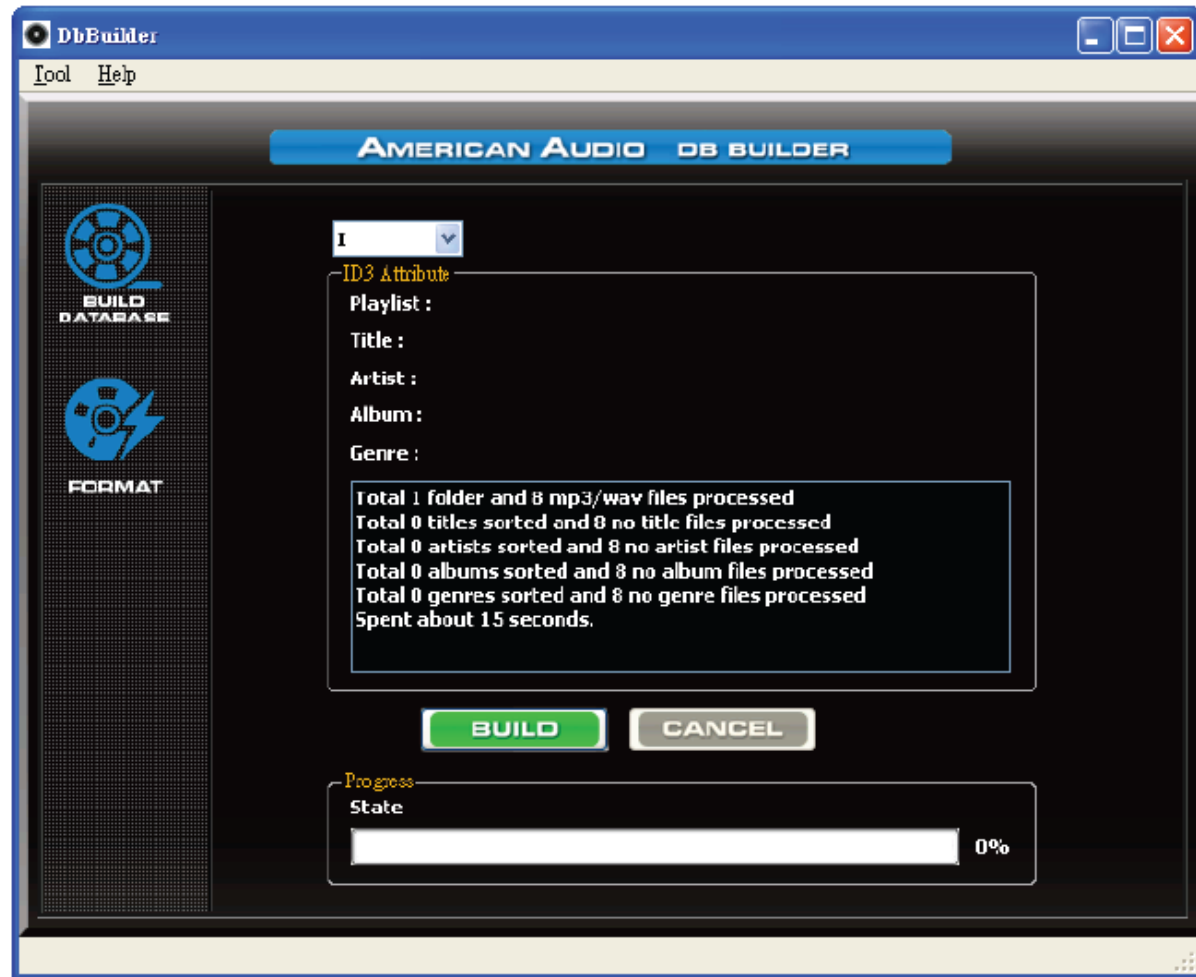 DbBuilder
Tool Help
AMERICAN AUDIO DB BUILDER
I
ID3 Attribute
BUILD
DATABASE
Playlist :
Title :
Artist :
Album :
Genre :
FORMAT
Total 1 folder and 8 mp3/wav files processed
Total 0 titles sorted and 8 no title files processed
Total 0 artists sorted and 8 no artist files processed
Total 0 albums sorted and 8 no album files processed
Total 0 genres sorted and 8 no genre files processed
Spent about 15 seconds.
BUILD CANCEL
Progress
State
0%